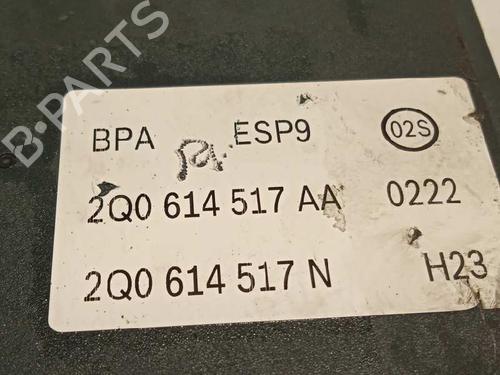 B-PARTS
BPA ESP9 02S
2Q0 614 517 AA 0222
2Q0 614 517 N H23